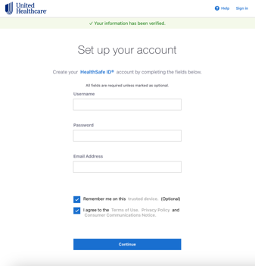 United
Healthcare
Help Sign in
✓ Your information has been verified.
Set up your account
Create your HealthSafe ID® account by completing the fields below.
All fields are required unless marked as optional.
Username
Password
Email Address
Remember me on this trusted device. (Optional)
I agree to the Terms of Use, Privacy Policy and
Consumer Communications Notice.
Continue